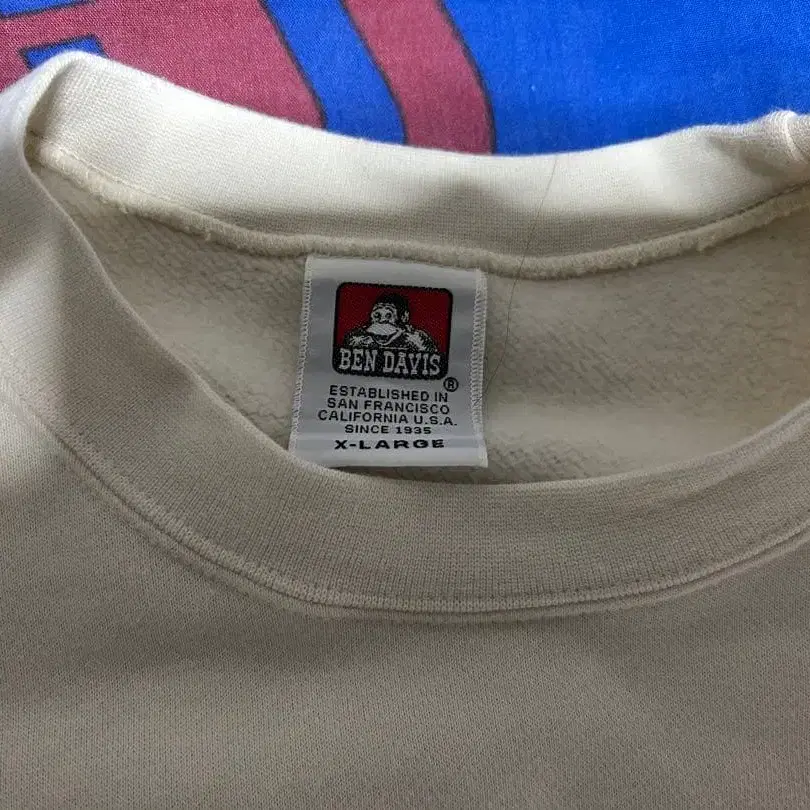 BEN DAVIS
®
ESTABLISHED IN
SAN FRANCISCO
CALIFORNIA U.S.A.
SINCE 1935
X-LARGE